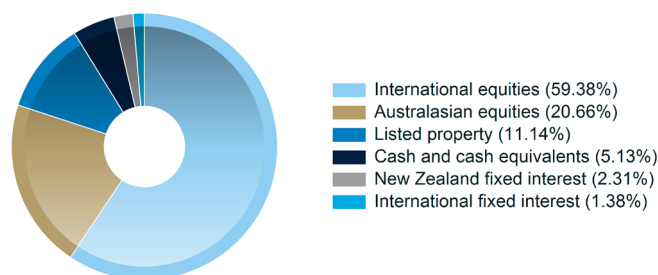 International equities (59.38%)
Australasian equities (20.66%)
Listed property (11.14%)
Cash and cash equivalents (5.13%)
New Zealand fixed interest (2.31%)
International fixed interest (1.38%)